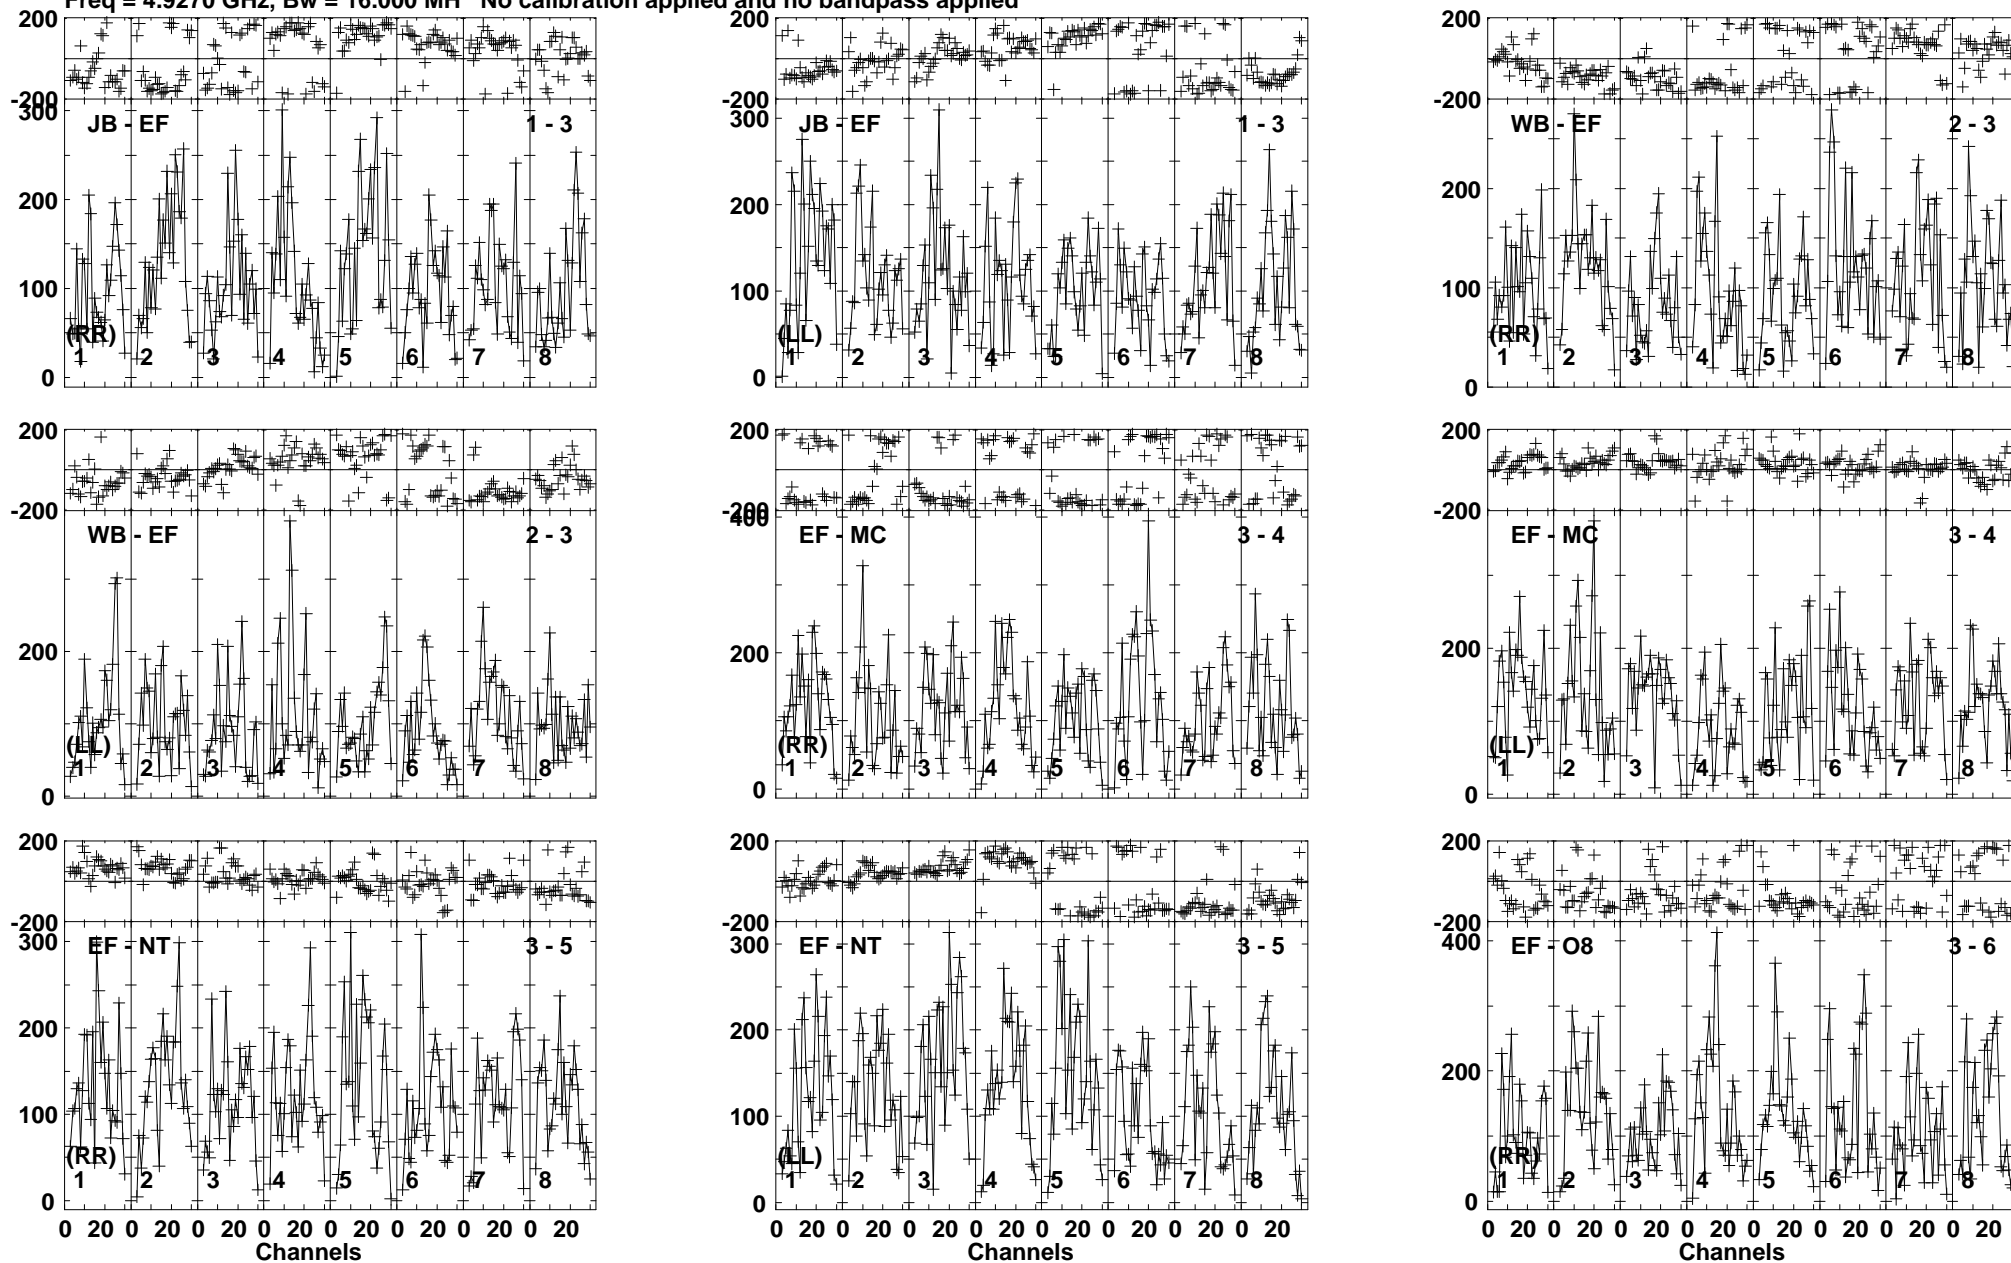 Freq = 4.9270 GHz, Bw = 16.000 MH No calibration applied and no bandpass applied
200 200 200
-200 -200 -200
300 JB - EF 1 - 3 300 JB - EF 1 - 3 WB - EF 2 - 3
200 200 200
100 100 100
(RR) (LL) (RR)
1 2 3 4 5 6 7 8 1 2 3 4 5 6 7 8 1 2 3 4 5 6 7 8
0 0 0
200 200 200
-200 -200 -200
WB - EF 2 - 3 400 EF - MC 3 - 4 EF - MC 3 - 4
200 200 200
(LL) (RR) (LL)
1 2 3 4 5 6 7 8 1 2 3 4 5 6 7 8 1 2 3 4 5 6 7 8
0 0 0
200 200 200
-200 -200 -200
300 EF - NT 3 - 5 300 EF - NT 3 - 5 400 EF - O8 3 - 6
200 200 200
100 100
(RR) (LL) (RR)
1 2 3 4 5 6 7 8 1 2 3 4 5 6 7 8 1 2 3 4 5 6 7 8
0 0 0
0 20 0 20 0 20 0 20 0 20 0 20 0 20 0 20 0 20 0 20 0 20 0 20 0 20 0 20 0 20 0 20 0 20 0 20 0 20 0 20 0 20 0 20 0 20 0 20
Channels Channels Channels